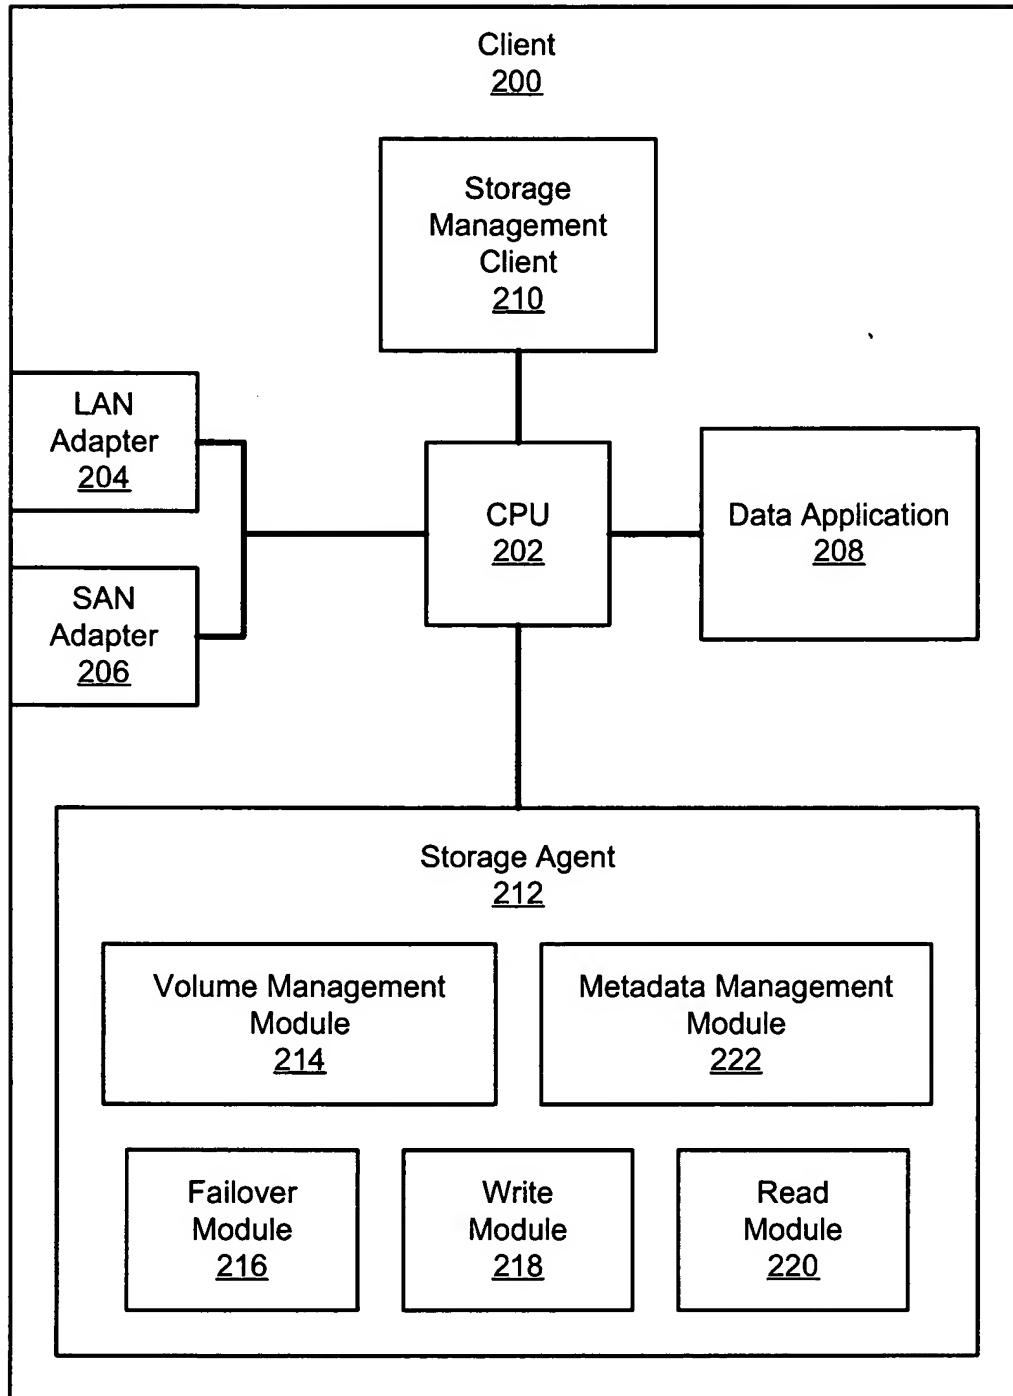 Client
200
Storage
Management
Client
210
LAN
Adapter
204
CPU
202
Data Application
208
SAN
Adapter
206
Storage Agent
212
Volume Management
Module
214
Metadata Management
Module
222
Failover
Module
216
Write
Module
218
Read
Module
220